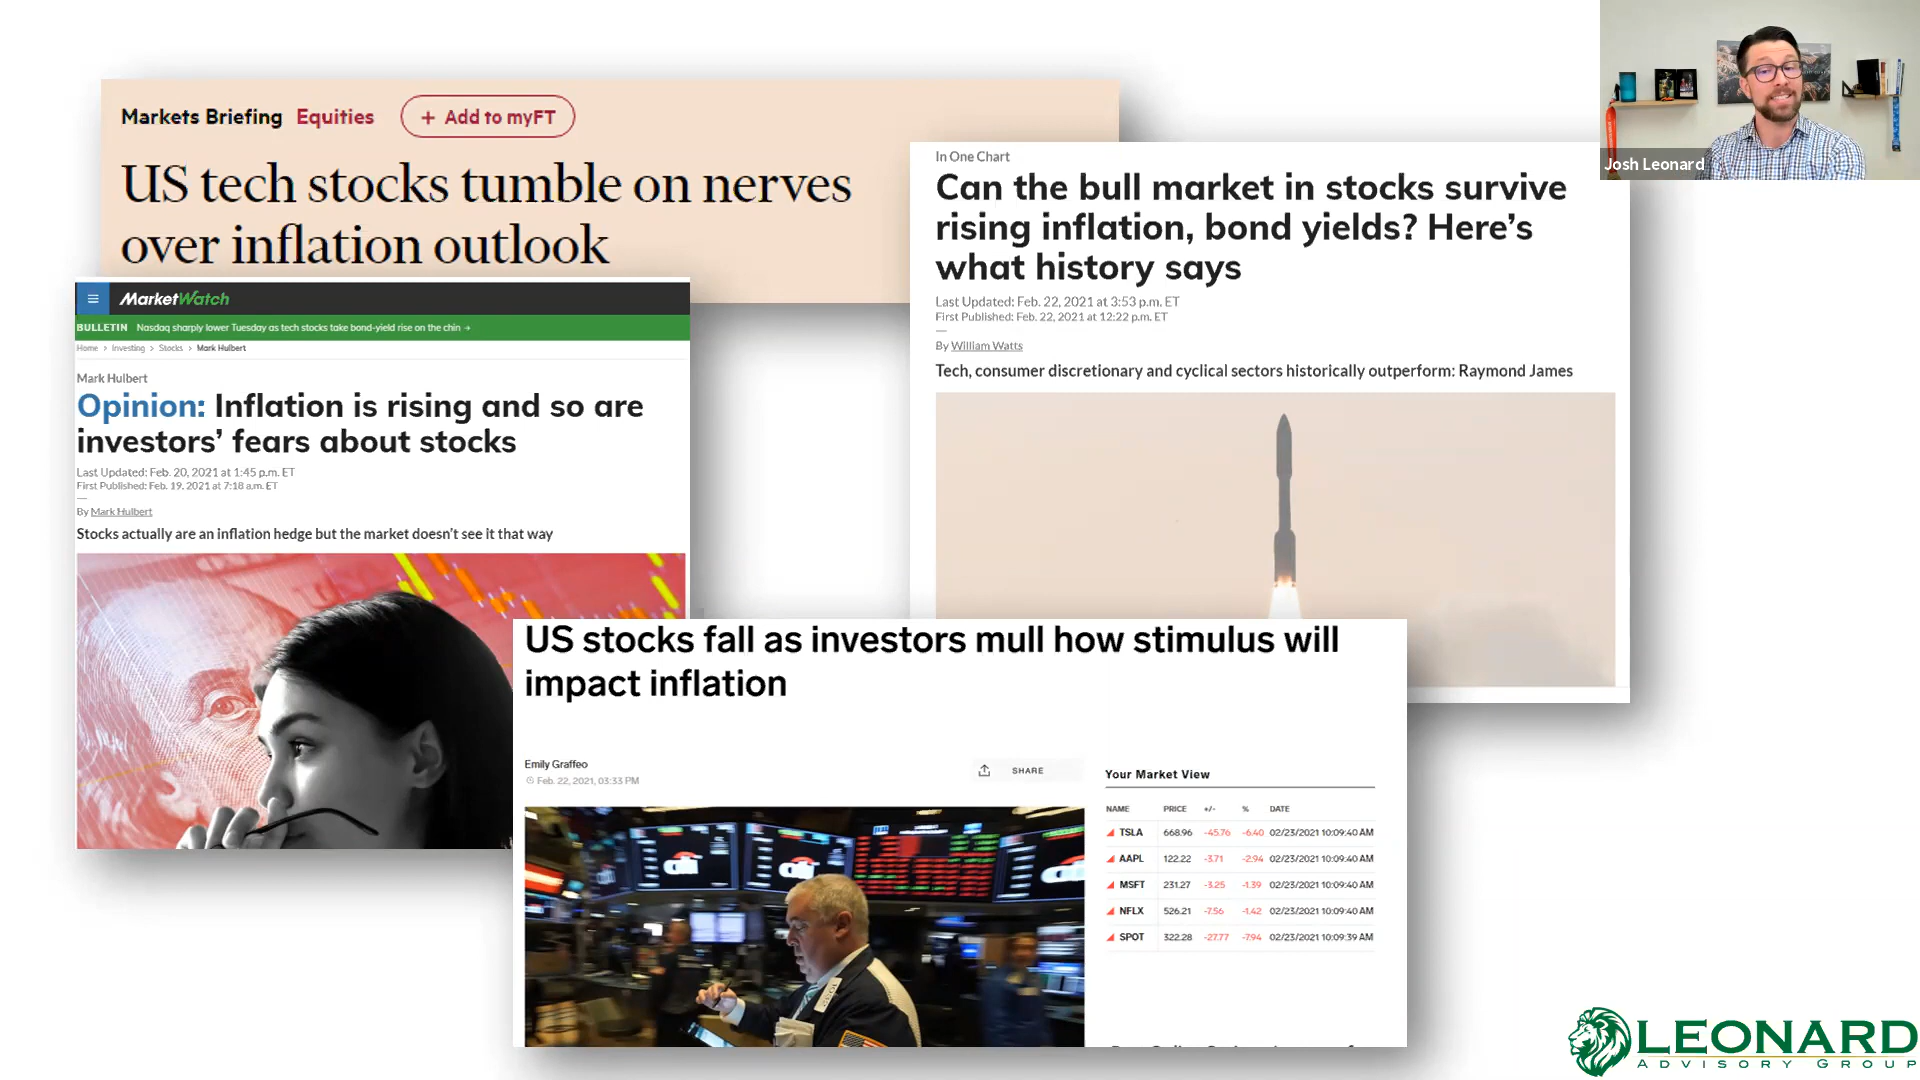 Markets Briefing Equities + Add to myFT
US tech stocks tumble on nerves
over inflation outlook
In One Chart
Can the bull market in stocks survive
rising inflation, bond yields? Here's
what history says
Last Updated: Feb. 22, 2021 at 3:53 p.m. ET
First Published: Feb. 22, 2021 at 12:22 p.m. ET
By William Watts
Tech, consumer discretionary and cyclical sectors historically outperform: Raymond James
Josh Leonard
MarketWatch
BULLETIN Nasdaq sharply lower Tuesday as tech stocks take bond-yield rise on the chin →
Home > Investing > Stocks > Mark Hulbert
Mark Hulbert
Opinion: Inflation is rising and so are
investors' fears about stocks
Last Updated: Feb. 20, 2021 at 1:45 p.m. ET
First Published: Feb. 19, 2021 at 7:18 a.m. ET
By Mark Hulbert
Stocks actually are an inflation hedge but the market doesn't see it that way
US stocks fall as investors mull how stimulus will
impact inflation
Emily Graffeo
Feb. 22, 2021, 03:33 PM
SHARE
citi
citi
Your Market View
NAME PRICE +/- % DATE
TSLA 668.96 -45.76 -6.40 02/23/2021 10:09:40 AM
AAPL 122.22 -3.71 -2.94 02/23/2021 10:09:40 AM
MSFT 231.27 -3.25 -1.39 02/23/2021 10:09:40 AM
NFLX 526.21 -7.56 -1.42 02/23/2021 10:09:40 AM
SPOT 322.28 -27.77 -7.94 02/23/2021 10:09:39 AM
LEONARD
ADVISORY GROUP